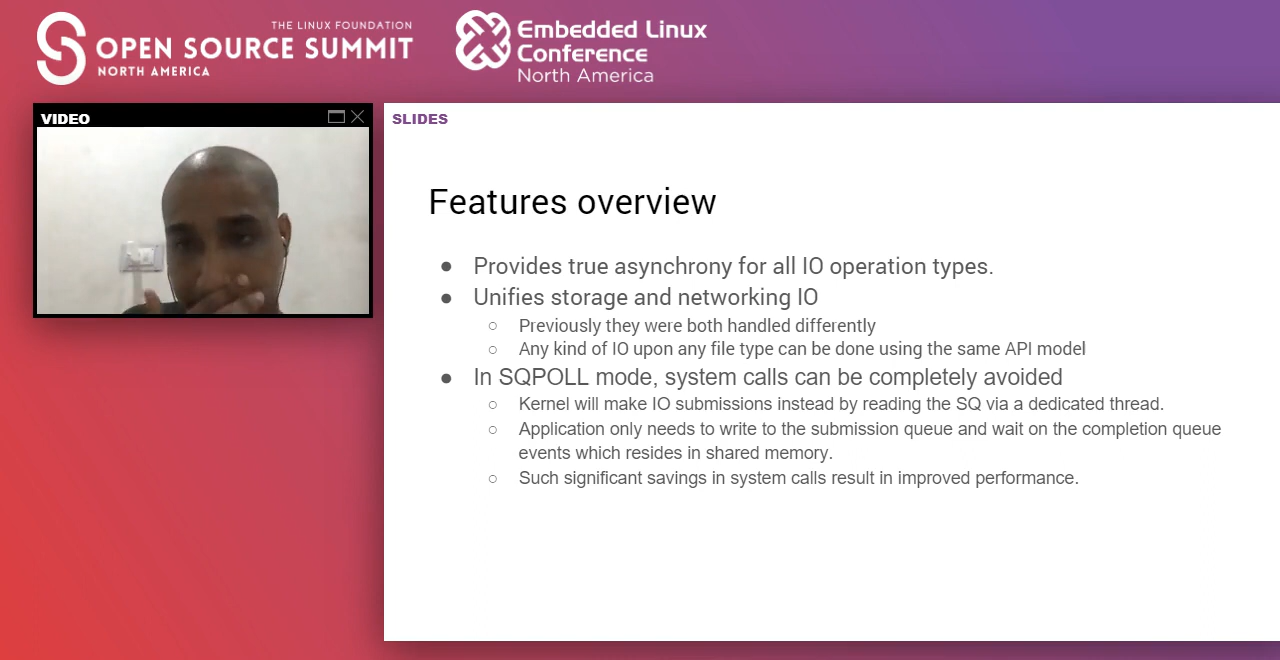 THE LINUX FOUNDATION
OPEN SOURCE SUMMIT
NORTH AMERICA
Embedded Linux
Conference
North America
VIDEO
SLIDES
Features overview
● Provides true asynchrony for all IO operation types.
● Unifies storage and networking IO
○ Previously they were both handled differently
○ Any kind of IO upon any file type can be done using the same API model
● In SQPOLL mode, system calls can be completely avoided
○ Kernel will make IO submissions instead by reading the SQ via a dedicated thread.
○ Application only needs to write to the submission queue and wait on the completion queue
events which resides in shared memory.
○ Such significant savings in system calls result in improved performance.